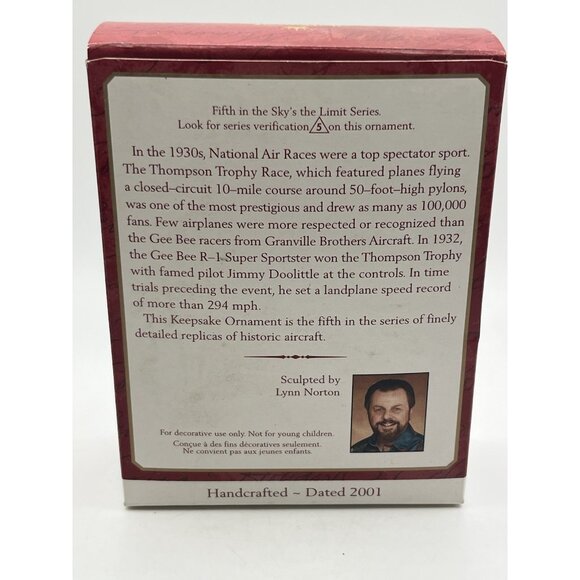 Fifth in the Sky's the Limit Series.
Look for series verification 5 on this ornament.
In the 1930s, National Air Races were a top spectator sport.
The Thompson Trophy Race, which featured planes flying
a closed–circuit 10–mile course around 50–foot–high pylons,
was one of the most prestigious and drew as many as 100,000
fans. Few airplanes were more respected or recognized than
the Gee Bee racers from Granville Brothers Aircraft. In 1932,
the Gee Bee R–1 Super Sportster won the Thompson Trophy
with famed pilot Jimmy Doolittle at the controls. In time
trials preceding the event, he set a landplane speed record
of more than 294 mph.
This Keepsake Ornament is the fifth in the series of finely
detailed replicas of historic aircraft.
Sculpted by
Lynn Norton
For decorative use only. Not for young children.
Conçue à des fins décoratives seulement.
Ne convient pas aux jeunes enfants.
Handcrafted ~ Dated 2001